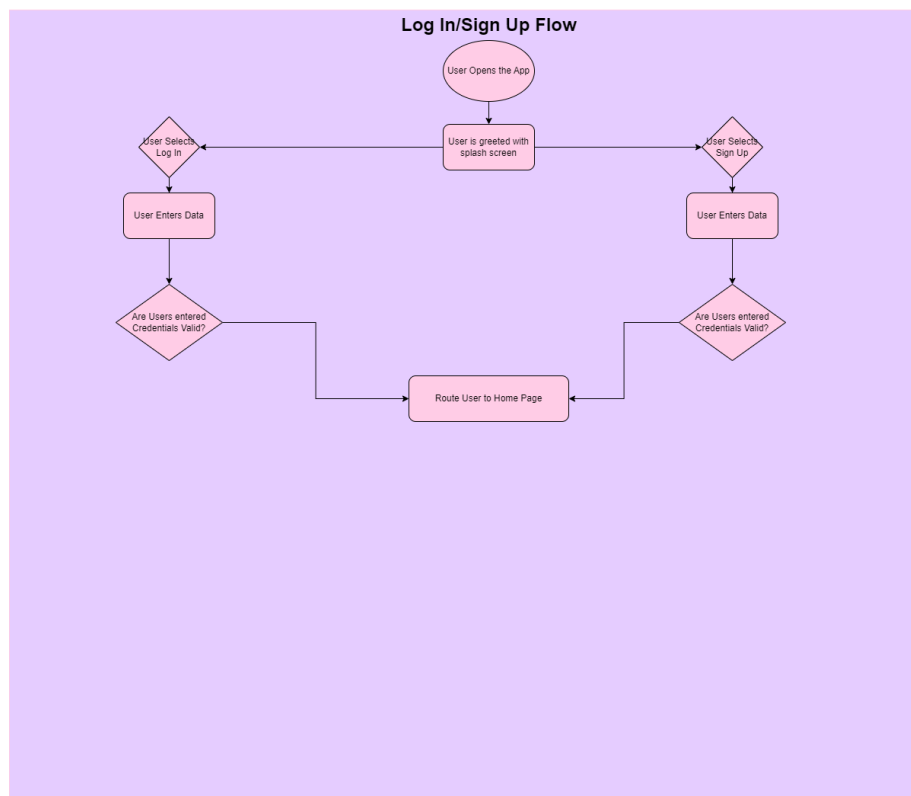 Log In/Sign Up Flow
User Opens the App
User Selects
Log In
User is greeted with
splash screen
User Selects
Sign Up
User Enters Data
User Enters Data
Are Users entered
Credentials Valid?
Are Users entered
Credentials Valid?
Route User to Home Page